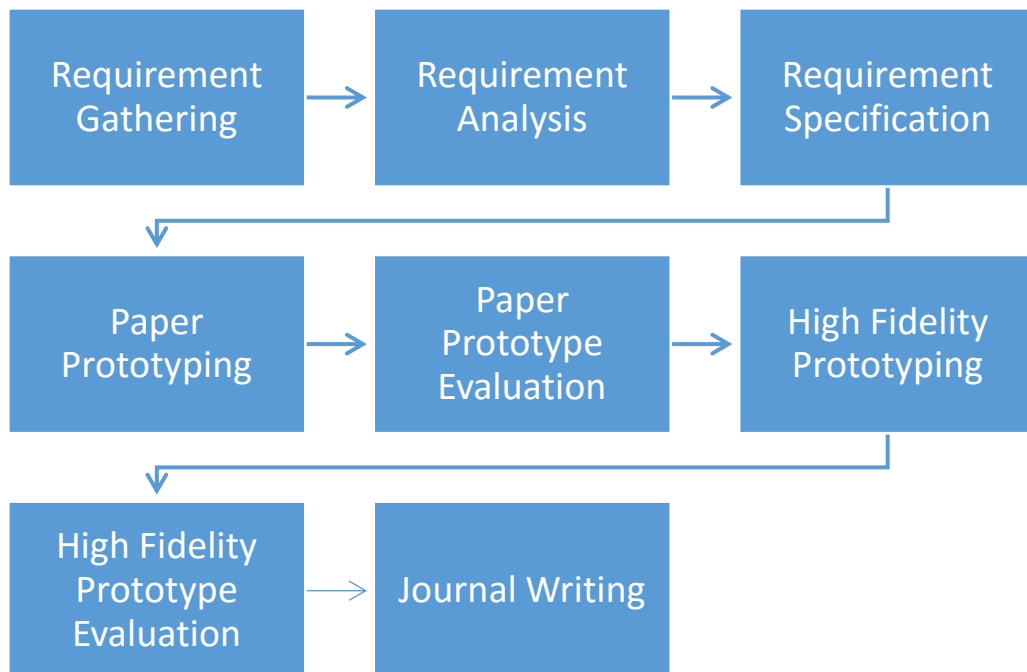 Requirement
Gathering
Requirement
Analysis
Requirement
Specification
Paper
Prototyping
Paper
Prototype
Evaluation
High Fidelity
Prototyping
High Fidelity
Prototype
Evaluation
Journal Writing